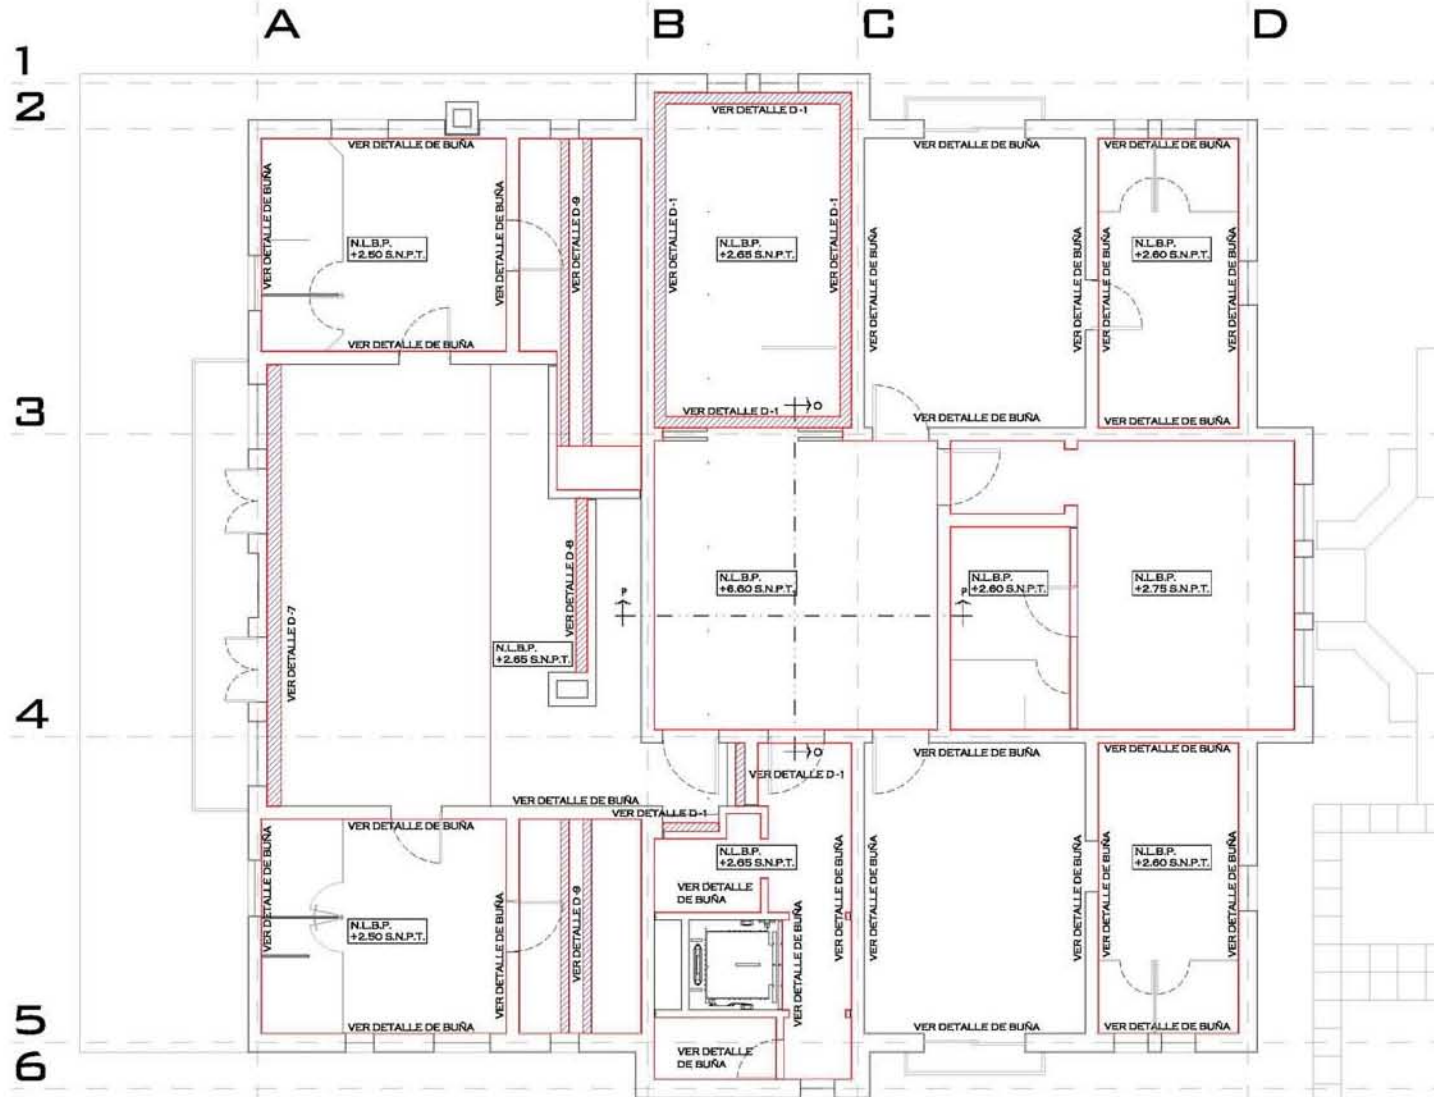 A B C D
1
2
VER DETALLE D-1
VER DETALLE DE BUÑA
VER DETALLE DE BUÑA
VER DETALLE DE BUÑA
VER DETALLE DE BUÑA
VER DETALLE DE BUÑA
VER DETALLE D-9
VER DETALLE D-1
VER DETALLE D-1
VER DETALLE DE BUÑA
VER DETALLE DE BUÑA
VER DETALLE DE BUÑA
VER DETALLE DE BUÑA
N.L.B.P.
+2.50 S.N.P.T.
N.L.B.P.
+2.65 S.N.P.T.
N.L.B.P.
+2.60 S.N.P.T.
VER DETALLE DE BUÑA
3
VER DETALLE D-1
O
VER DETALLE DE BUÑA
VER DETALLE DE BUÑA
VER DETALLE D-8
N.L.B.P.
+6.60 S.N.P.T.
N.L.B.P.
+2.60 S.N.P.T.
N.L.B.P.
+2.75 S.N.P.T.
P
P
VER DETALLE D-7
N.L.B.P.
+2.65 S.N.P.T.
4
O
VER DETALLE DE BUÑA
VER DETALLE DE BUÑA
VER DETALLE D-1
VER DETALLE DE BUÑA
VER DETALLE D-1
VER DETALLE DE BUÑA
VER DETALLE DE BUÑA
VER DETALLE DE BUÑA
VER DETALLE D-9
N.L.B.P.
+2.65 S.N.P.T.
N.L.B.P.
+2.60 S.N.P.T.
VER DETALLE
DE BUÑA
VER DETALLE DE BUÑA
VER DETALLE DE BUÑA
VER DETALLE DE BUÑA
VER DETALLE DE BUÑA
VER DETALLE DE BUÑA
VER DETALLE DE BUÑA
N.L.B.P.
+2.50 S.N.P.T.
5
VER DETALLE DE BUÑA
VER DETALLE DE BUÑA
VER DETALLE DE BUÑA
6
VER DETALLE
DE BUÑA